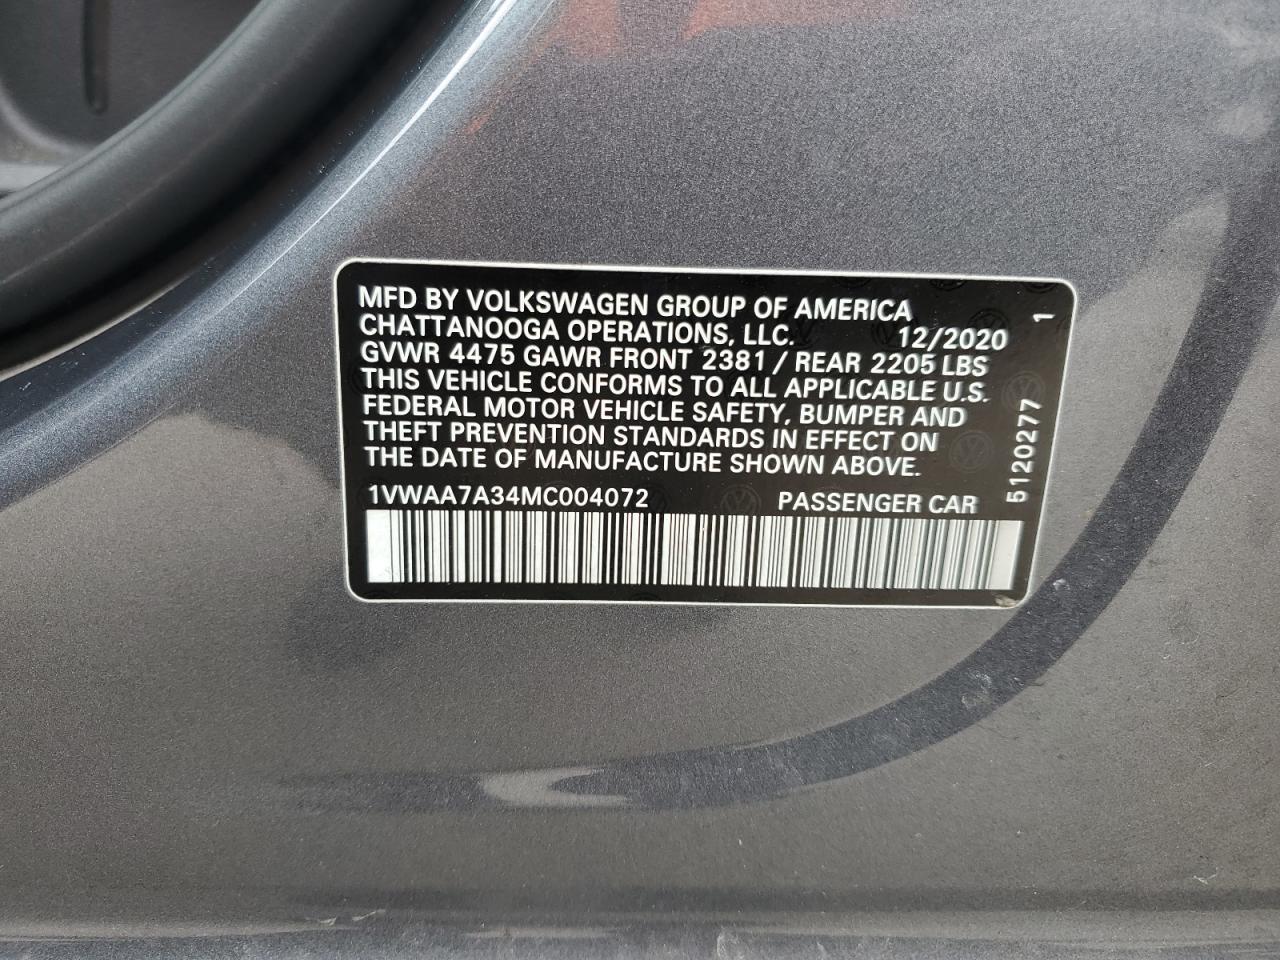 MFD BY VOLKSWAGEN GROUP OF AMERICA
CHATTANOOGA OPERATIONS, LLC. 12/2020
GVWR 4475 GAWR FRONT 2381 / REAR 2205 LBS
THIS VEHICLE CONFORMS TO ALL APPLICABLE U.S.
FEDERAL MOTOR VEHICLE SAFETY, BUMPER AND
THEFT PREVENTION STANDARDS IN EFFECT ON
THE DATE OF MANUFACTURE SHOWN ABOVE.
1VWAA7A34MC004072 PASSENGER CAR
5120277 1